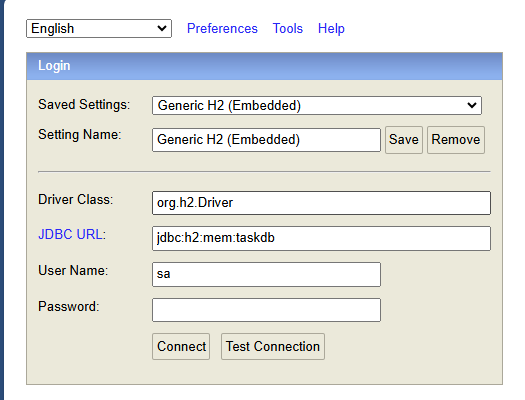 English Preferences Tools Help
Login
Saved Settings: Generic H2 (Embedded)
Setting Name: Generic H2 (Embedded) Save Remove
Driver Class: org.h2.Driver
JDBC URL: jdbc:h2:mem:taskdb
User Name: sa
Password:
Connect Test Connection